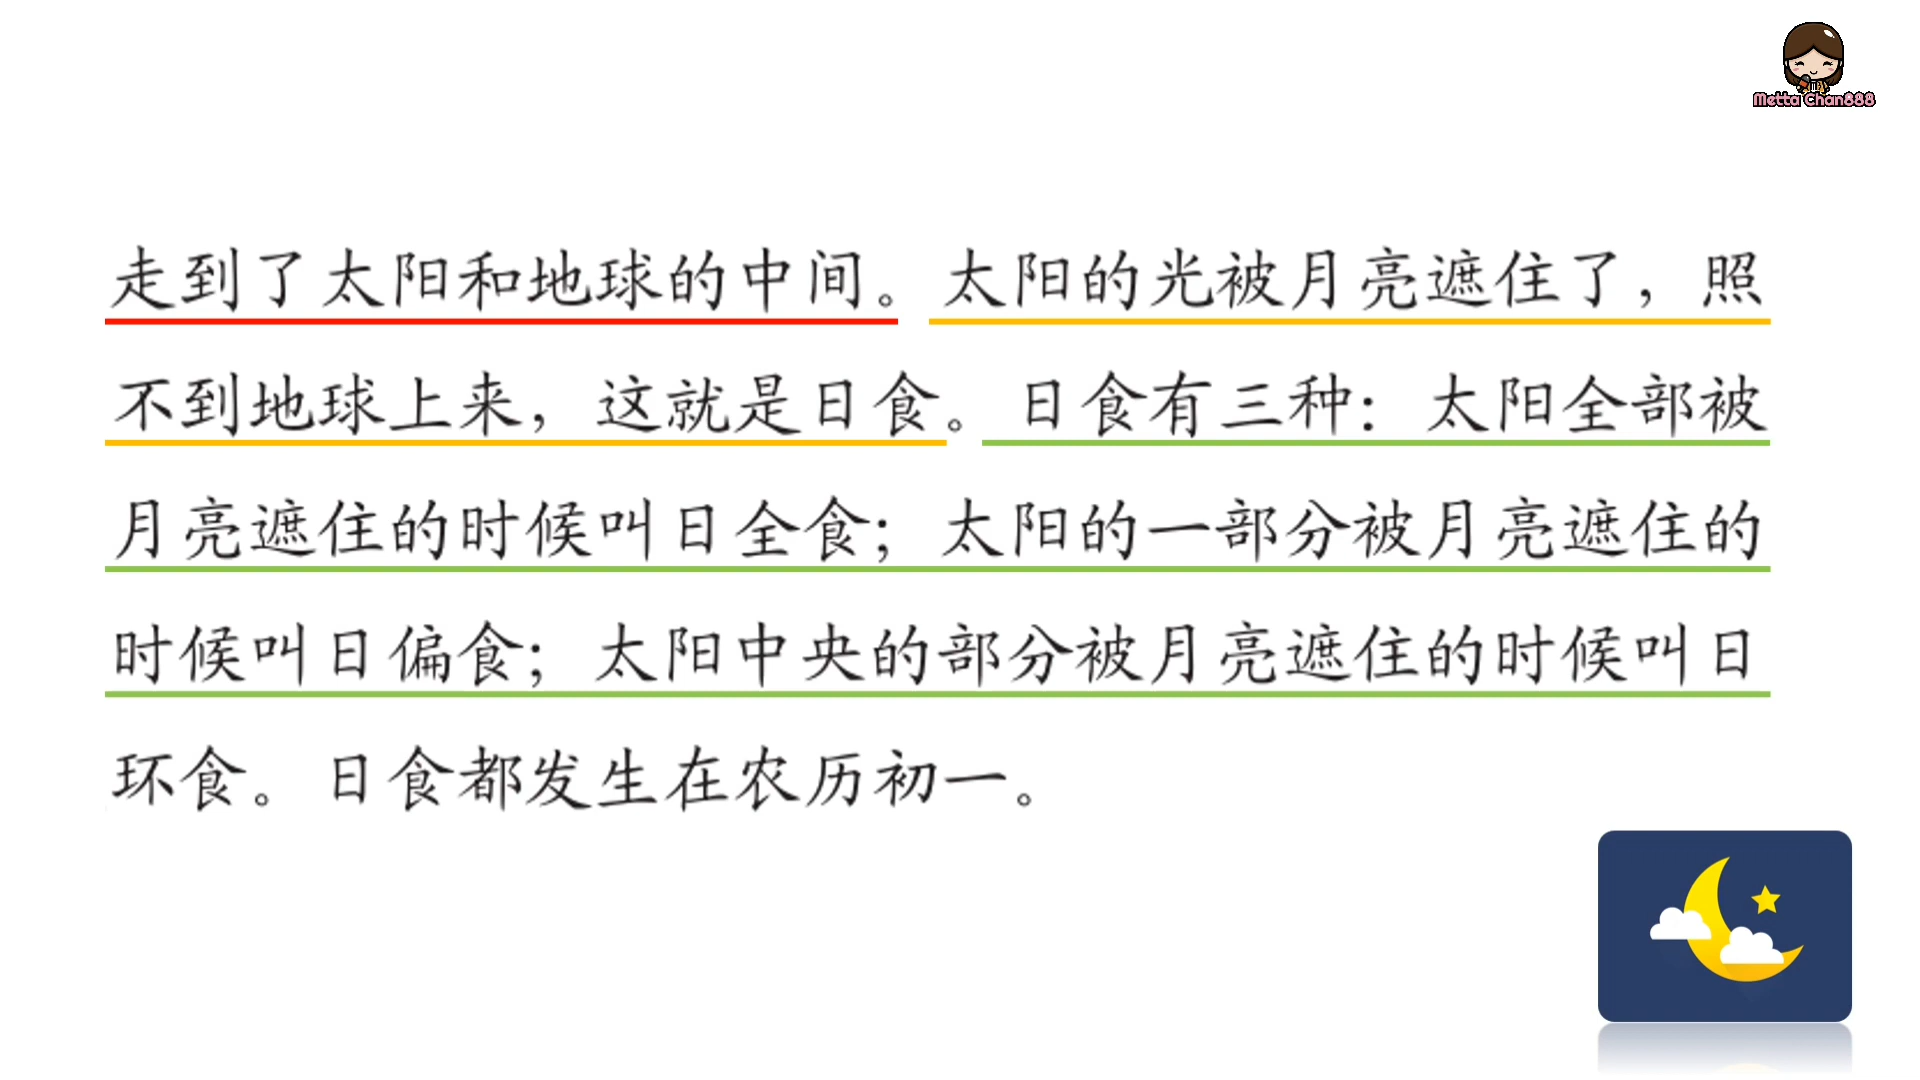 Metta Chan888
走到了太阳和地球的中间。太阳的光被月亮遮住了，照
不到地球上来，这就是日食。日食有三种：太阳全部被
月亮遮住的时候叫日全食；太阳的一部分被月亮遮住的
时候叫日偏食；太阳中央的部分被月亮遮住的时候叫日
环食。日食都发生在农历初一。